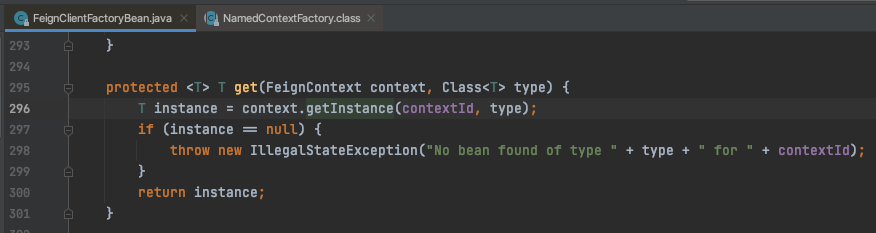 FeignClientFactoryBean.java NamedContextFactory.class
293 }
294
295 protected <T> T get(FeignContext context, Class<T> type) {
296 T instance = context.getInstance(contextId, type);
297 if (instance == null) {
298 throw new IllegalStateException("No bean found of type " + type + " for " + contextId);
299 }
300 return instance;
301 }